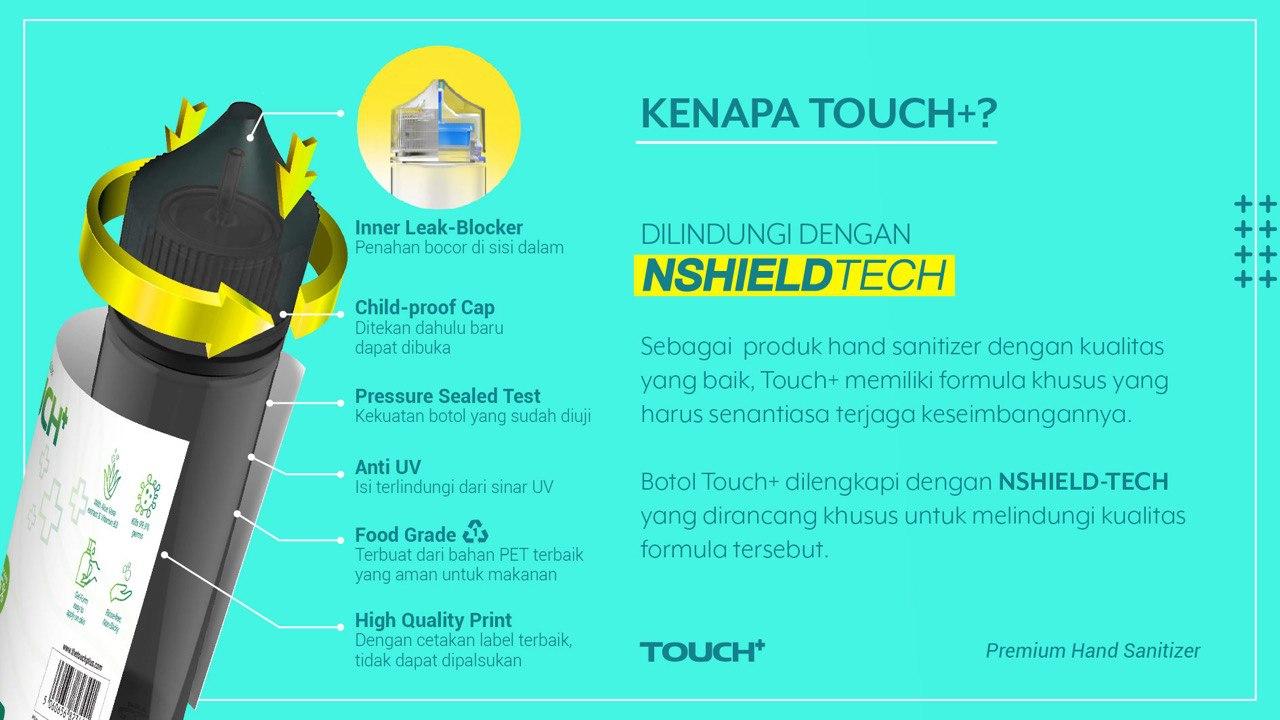 KENAPA TOUCH+?
DILINDUNGI DENGAN
NSHIELDTECH
Sebagai produk hand sanitizer dengan kualitas
yang baik, Touch+ memiliki formula khusus yang
harus senantiasa terjaga keseimbangannya.
Botol Touch+ dilengkapi dengan NSHIELD-TECH
yang dirancang khusus untuk melindungi kualitas
formula tersebut.
TOUCH+
Premium Hand Sanitizer
Inner Leak-Blocker
Penahan bocor di sisi dalam
Child-proof Cap
Ditekan dahulu baru
dapat dibuka
Pressure Sealed Test
Kekuatan botol yang sudah diuji
Anti UV
Isi terlindungi dari sinar UV
Food Grade
Terbuat dari bahan PET terbaik
yang aman untuk makanan
High Quality Print
Dengan cetakan label terbaik,
tidak dapat dipalsukan
extract & Vitamin B3
germs